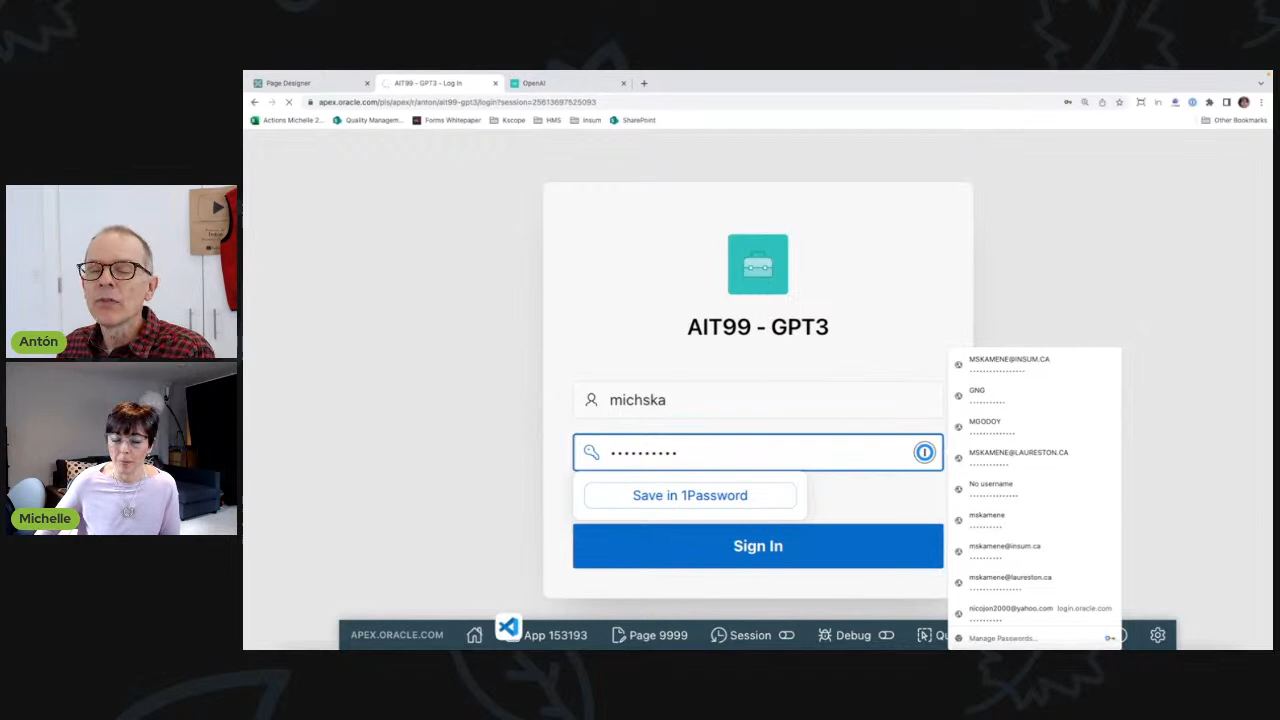 Page Designer
AIT99 - GPT3 - Log In
OpenAI
apex.oracle.com/pls/apex/r/anton/ait99-gpt3/login?session=25613697525093
Actions Michelle 2...
Quality Managem...
Forms Whitepaper
Kscope
HMS
Insum
SharePoint
Other Bookmarks
AIT99 - GPT3
michska
Save in 1Password
Sign In
MSKAMENE@INSUM.CA
GNG
MGODOY
MSKAMENE@LAURESTON.CA
No username
mskamene
mskamene@insum.ca
mskamene@laureston.ca
nicojon2000@yahoo.com login.oracle.com
Manage Passwords...
APEX.ORACLE.COM
App 153193
Page 9999
Session
Debug
Qu
Antón
Michelle